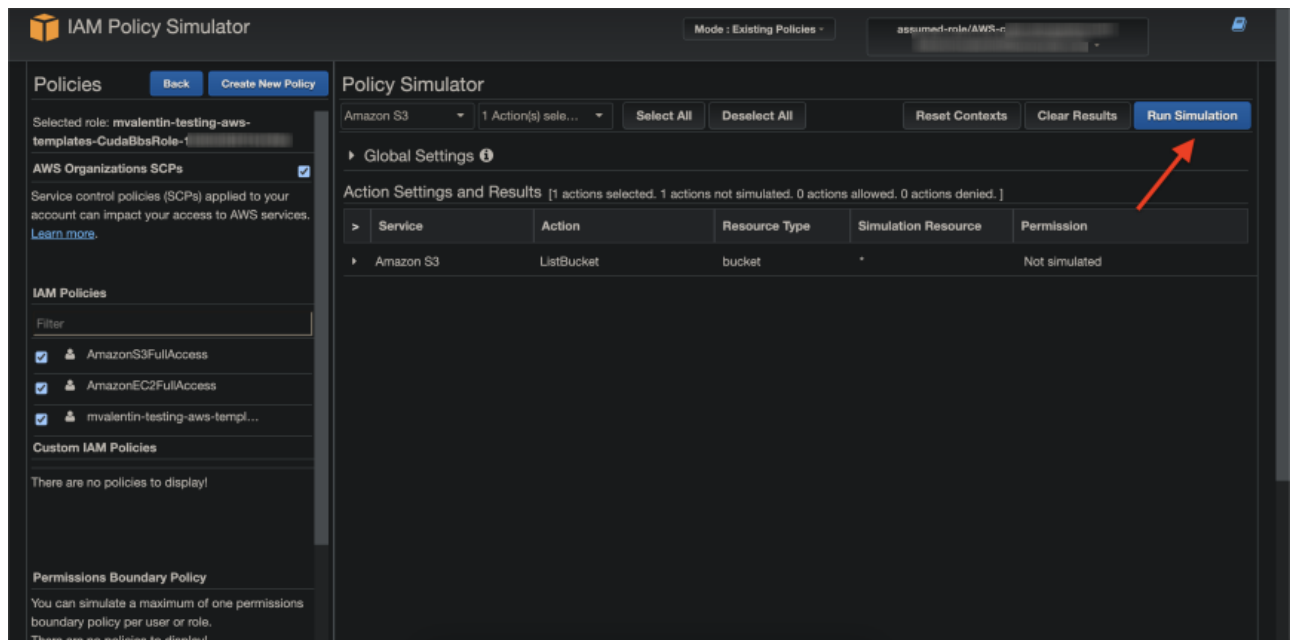 IAM Policy Simulator
Mode : Existing Policies
assumed-role/AWS-c
Policies
Back
Create New Policy
Selected role: mvalentin-testing-aws-
templates-CudaBbsRole-1
AWS Organizations SCPs
Service control policies (SCPs) applied to your
account can impact your access to AWS services.
Learn more.
IAM Policies
Filter
AmazonS3FullAccess
AmazonEC2FullAccess
mvalentin-testing-aws-templ...
Custom IAM Policies
There are no policies to display!
Permissions Boundary Policy
You can simulate a maximum of one permissions
boundary policy per user or role.
There are no policies to display!
Policy Simulator
Amazon S3
1 Action(s) sele...
Select All
Deselect All
Reset Contexts
Clear Results
Run Simulation
Global Settings
Action Settings and Results [1 actions selected. 1 actions not simulated. 0 actions allowed. 0 actions denied. ]
> Service Action Resource Type Simulation Resource Permission
Amazon S3 ListBucket bucket * Not simulated